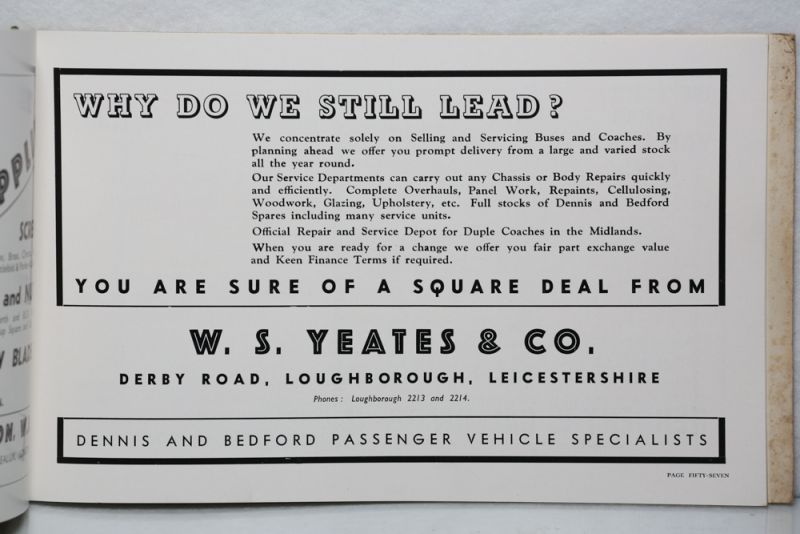 WHY DO WE STILL LEAD?
We concentrate solely on Selling and Servicing Buses and Coaches. By
planning ahead we offer you prompt delivery from a large and varied stock
all the year round.
Our Service Departments can carry out any Chassis or Body Repairs quickly
and efficiently. Complete Overhauls, Panel Work, Repaints, Cellulosing,
Woodwork, Glazing, Upholstery, etc. Full stocks of Dennis and Bedford
Spares including many service units.
Official Repair and Service Depot for Duple Coaches in the Midlands.
When you are ready for a change we offer you fair part exchange value
and Keen Finance Terms if required.
YOU ARE SURE OF A SQUARE DEAL FROM
W. S. YEATES & CO.
DERBY ROAD, LOUGHBOROUGH, LEICESTERSHIRE
Phones: Loughborough 2213 and 2214.
DENNIS AND BEDFORD PASSENGER VEHICLE SPECIALISTS
PAGE FIFTY-SEVEN